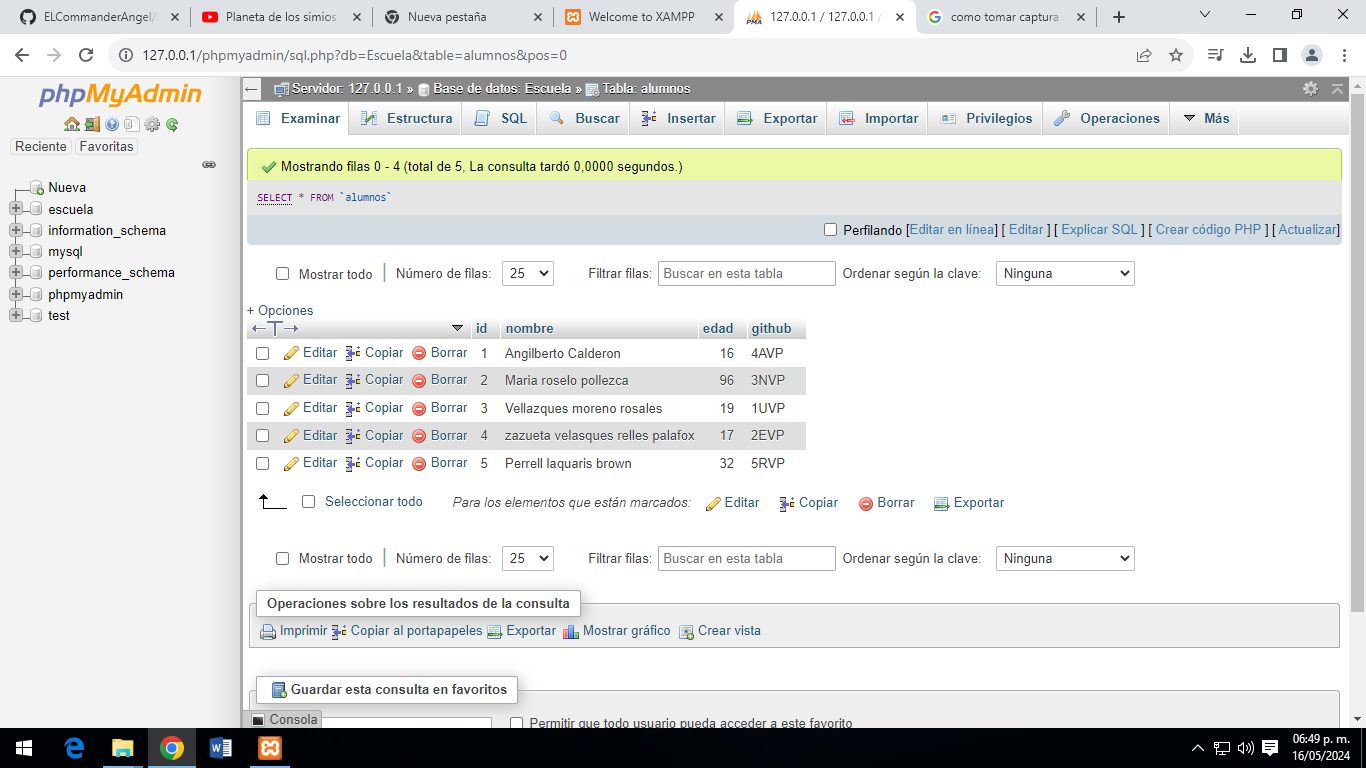 ELCommanderAngel/ Planeta de los simios Nueva pestaña Welcome to XAMPP 127.0.0.1 / 127.0.0.1 / como tomar captura
127.0.0.1/phpmyadmin/sql.php?db=Escuela&table=alumnos&pos=0
phpMyAdmin
Reciente Favoritas
Nueva
escuela
information_schema
mysql
performance_schema
phpmyadmin
test
Servidor: 127.0.0.1 » Base de datos: Escuela » Tabla: alumnos
Examinar Estructura SQL Buscar Insertar Exportar Importar Privilegios Operaciones Más
Mostrando filas 0 - 4 (total de 5, La consulta tardó 0,0000 segundos.)
SELECT * FROM `alumnos`
Perfilando [Editar en línea] [ Editar ] [ Explicar SQL ] [ Crear código PHP ] [ Actualizar]
Mostrar todo Número de filas: 25 Filtrar filas: Buscar en esta tabla Ordenar según la clave: Ninguna
+ Opciones
←T→ id nombre edad github
Editar Copiar Borrar 1 Angilberto Calderon 16 4AVP
Editar Copiar Borrar 2 Maria roselo pollezca 96 3NVP
Editar Copiar Borrar 3 Vellazques moreno rosales 19 1UVP
Editar Copiar Borrar 4 zazueta velasques relles palafox 17 2EVP
Editar Copiar Borrar 5 Perrell laquaris brown 32 5RVP
Seleccionar todo Para los elementos que están marcados: Editar Copiar Borrar Exportar
Mostrar todo Número de filas: 25 Filtrar filas: Buscar en esta tabla Ordenar según la clave: Ninguna
Operaciones sobre los resultados de la consulta
Imprimir Copiar al portapapeles Exportar Mostrar gráfico Crear vista
Guardar esta consulta en favoritos
Consola Permitir que todo usuario pueda acceder a este favorito
06:49 p. m.
16/05/2024